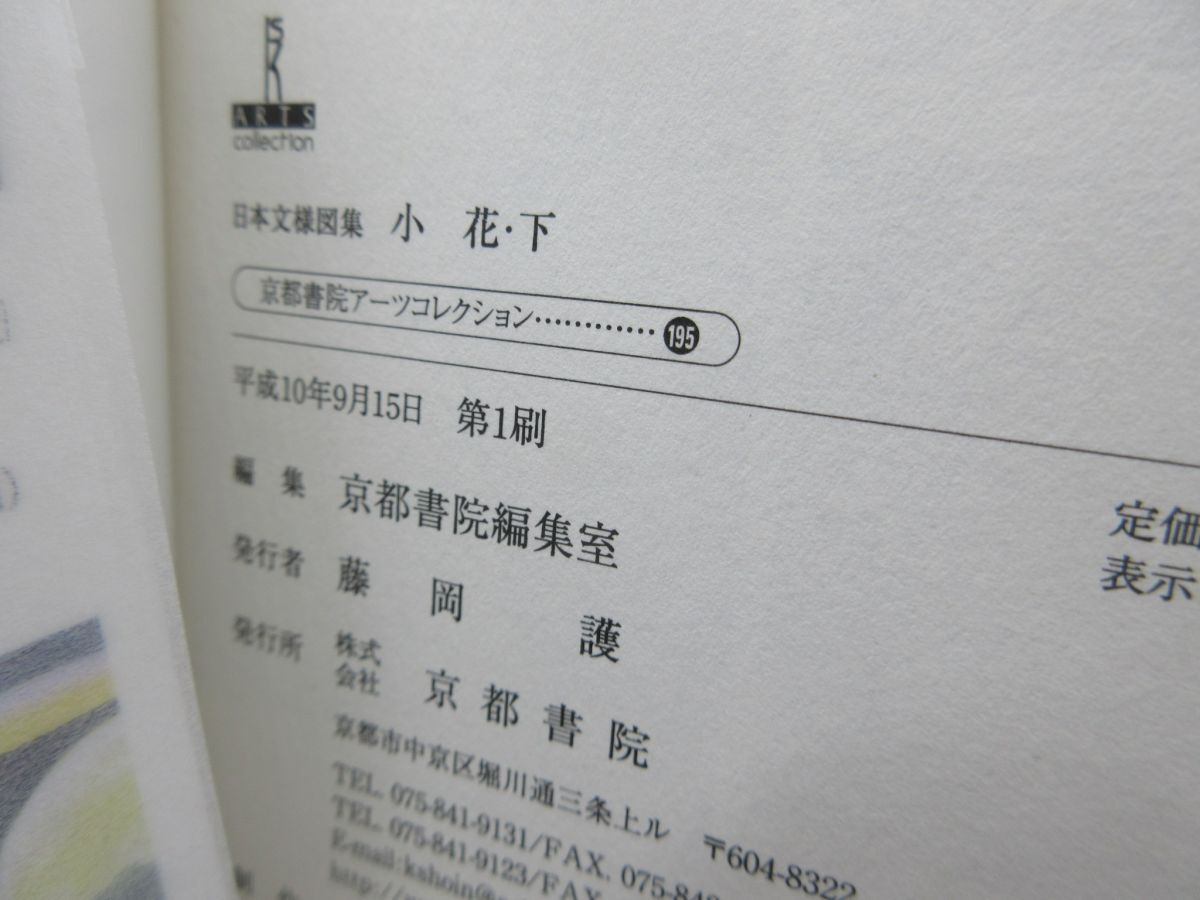 ARTS
collection
日本文様図集 小 花・下
京都書院アーツコレクション…………195
平成10年9月15日 第1刷
編 集 京都書院編集室
発行者 藤 岡 護
発行所 株式会社 京都書院
京都市中京区堀川通三条上ル 〒604-8322
TEL. 075-841-9131/FAX. 075-84
TEL. 075-841-9123/FAX
E-mail:kshoin@
http://
定価
表示